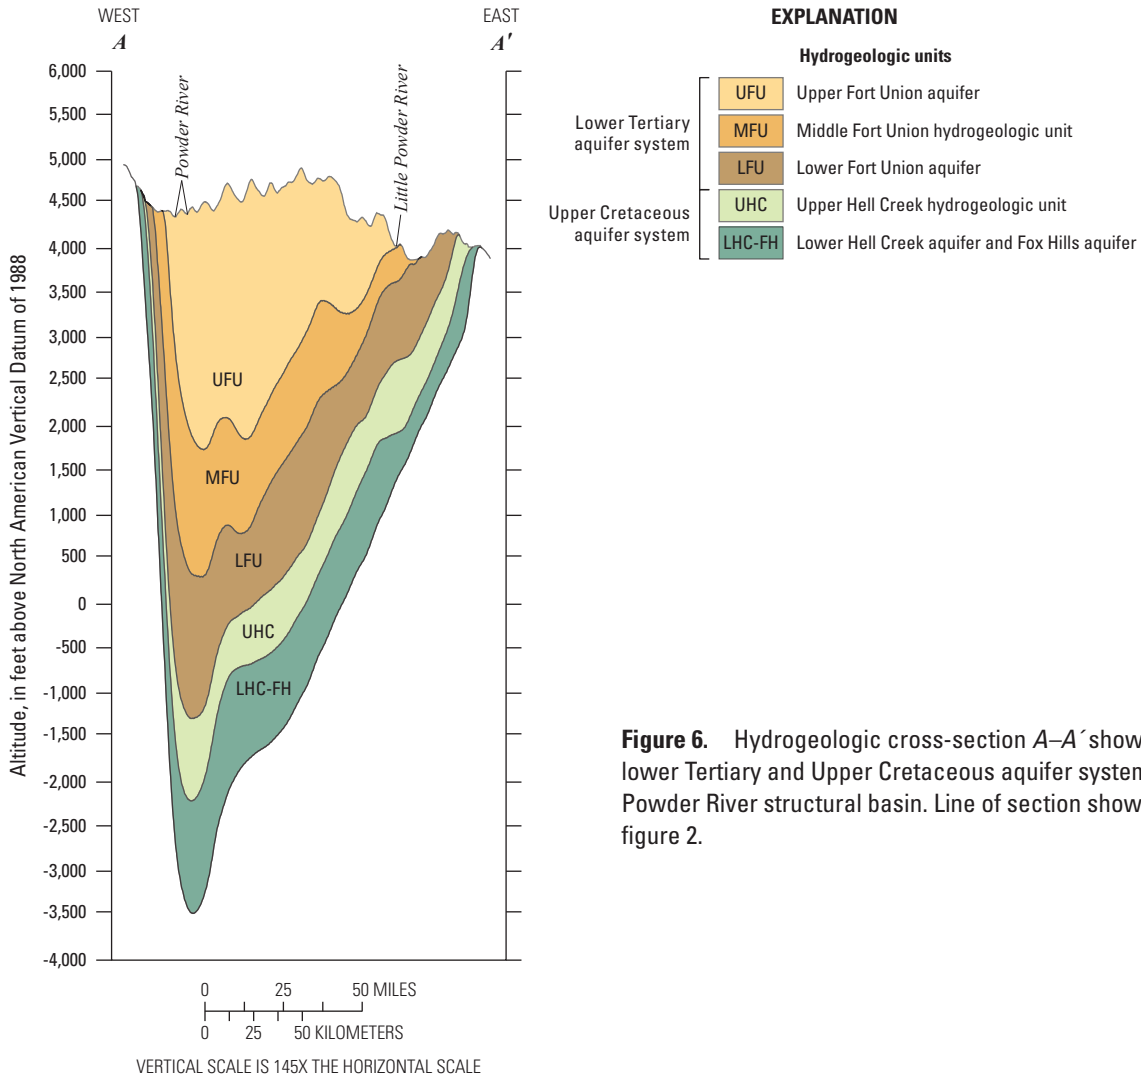 WEST
EAST
A
A′
EXPLANATION
Hydrogeologic units
UFU Upper Fort Union aquifer
Lower Tertiary
aquifer system
MFU Middle Fort Union hydrogeologic unit
LFU Lower Fort Union aquifer
Upper Cretaceous
aquifer system
UHC Upper Hell Creek hydrogeologic unit
LHC-FH Lower Hell Creek aquifer and Fox Hills aquifer
Powder River
Little Powder River
Altitude, in feet above North American Vertical Datum of 1988
6,000
5,500
5,000
4,500
4,000
3,500
3,000
2,500
2,000
1,500
1,000
500
0
-500
-1,000
-1,500
-2,000
-2,500
-3,000
-3,500
-4,000
UFU
MFU
LFU
UHC
LHC-FH
0 25 50 MILES
0 25 50 KILOMETERS
VERTICAL SCALE IS 145X THE HORIZONTAL SCALE
Figure 6. Hydrogeologic cross-section A–A´ show
lower Tertiary and Upper Cretaceous aquifer system
Powder River structural basin. Line of section show
figure 2.